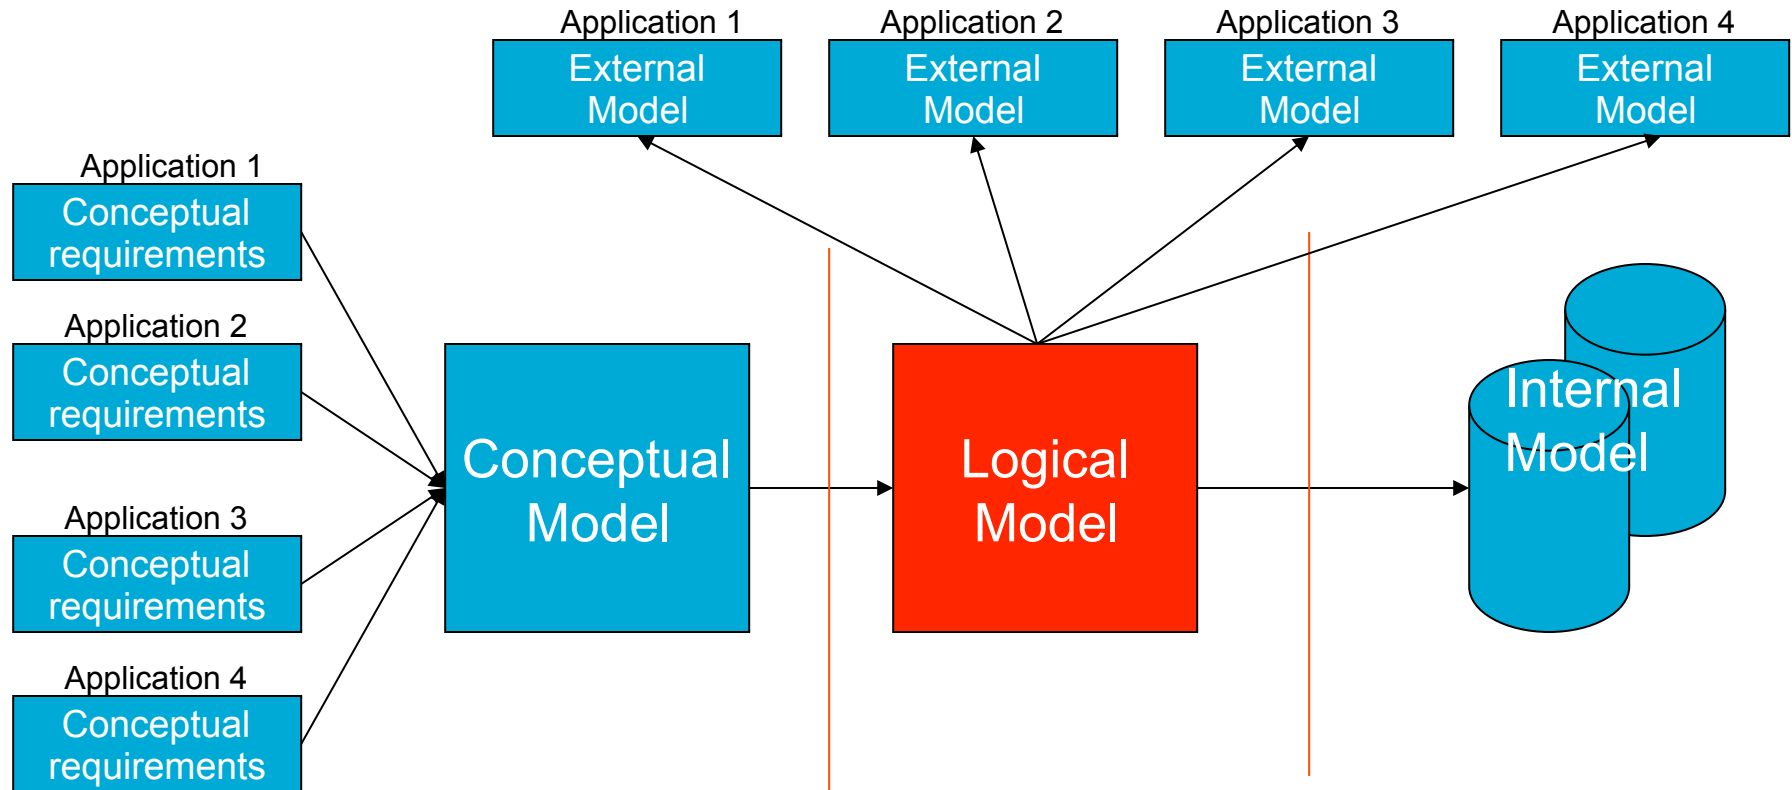 Application 1
External
Model
Application 2
External
Model
Application 3
External
Model
Application 4
External
Model
Application 1
Conceptual
requirements
Application 2
Conceptual
requirements
Application 3
Conceptual
requirements
Application 4
Conceptual
requirements
Conceptual
Model
Logical
Model
Internal
Model